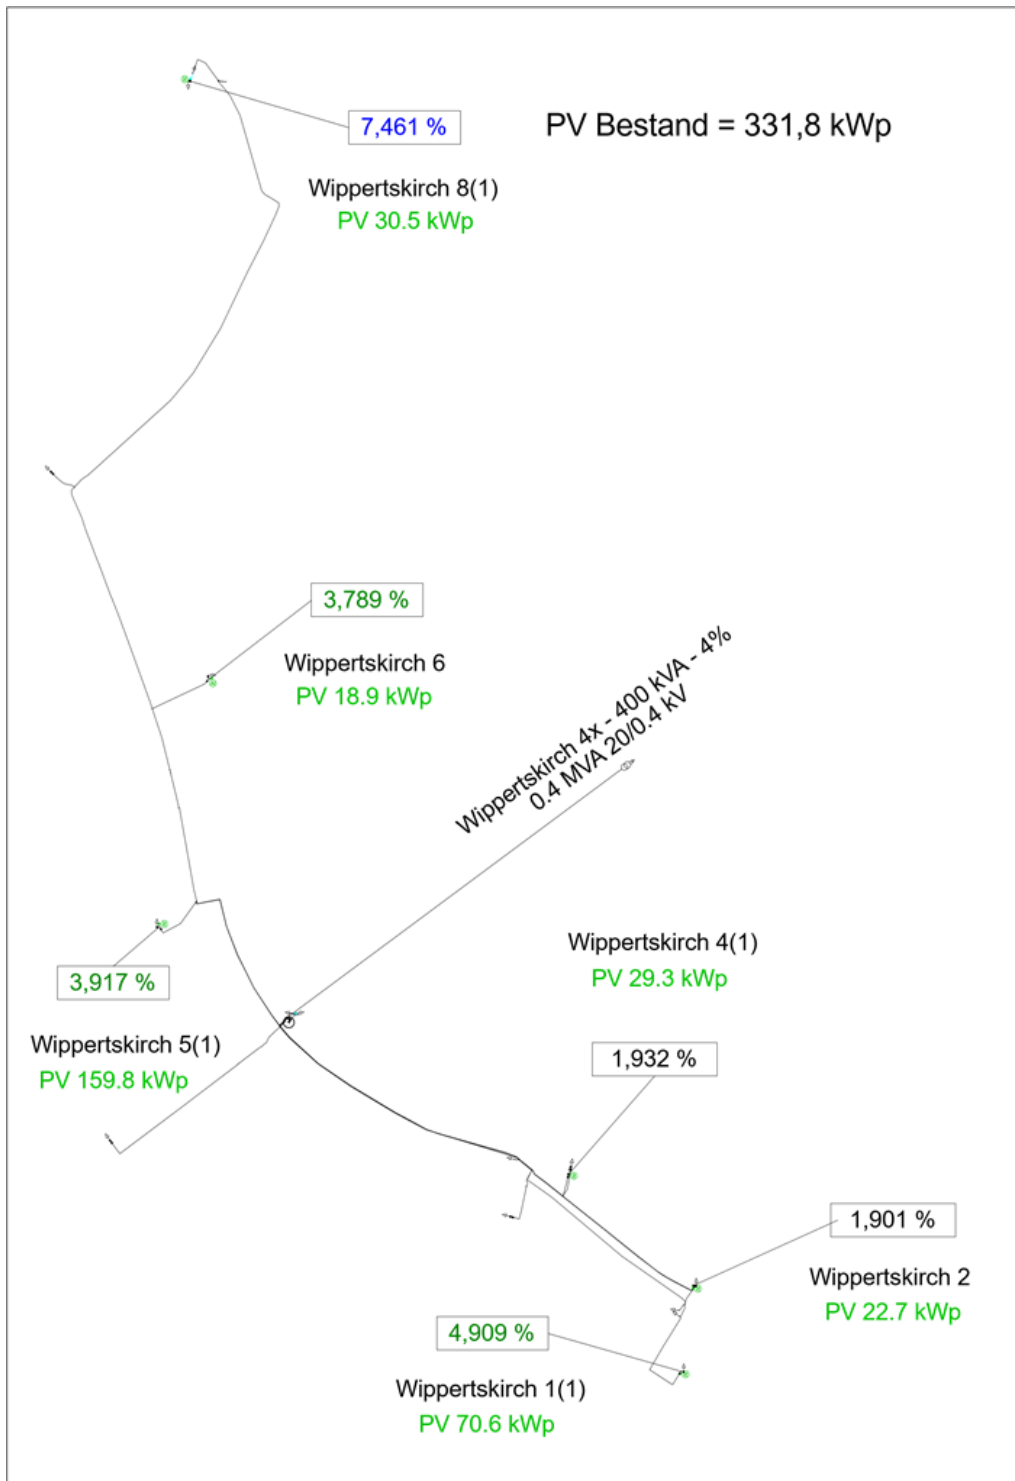 7,461 %
PV Bestand = 331,8 kWp
Wippertskirch 8(1)
PV 30.5 kWp
3,789 %
Wippertskirch 6
PV 18.9 kWp
Wippertskirch 4x - 400 kVA - 4%
0.4 MVA 20/0.4 kV
Wippertskirch 4(1)
PV 29.3 kWp
3,917 %
Wippertskirch 5(1)
PV 159.8 kWp
1,932 %
1,901 %
Wippertskirch 2
PV 22.7 kWp
4,909 %
Wippertskirch 1(1)
PV 70.6 kWp